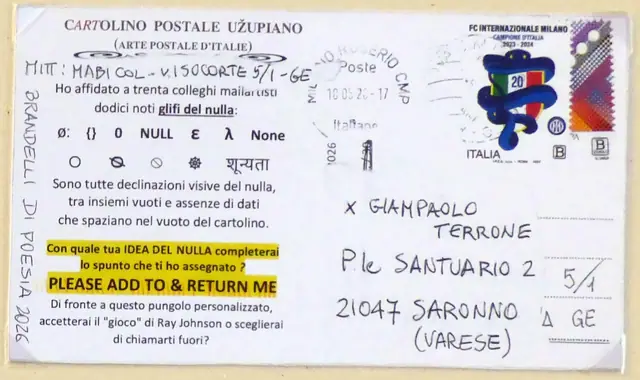 CARTOLINO POSTALE UŽUPIANO
(ARTE POSTALE D'ITALIE)
MITT: MABI COL - V. ISOCORTE 5/1 - GE
BRANDELLI DI POESIA 2026
Ho affidato a trenta colleghi mailartisti
dodici noti glifi del nulla:
ø: {} 0 NULL ε λ None
शून्यता
Sono tutte declinazioni visive del nulla,
tra insiemi vuoti e assenze di dati
che spaziano nel vuoto del cartolino.
Con quale tua IDEA DEL NULLA completerai
lo spunto che ti ho assegnato ?
PLEASE ADD TO & RETURN ME
Di fronte a questo pungolo personalizzato,
accetterai il "gioco" di Ray Johnson o sceglierai
di chiamarti fuori?
ROSERIO CMP
Poste
Italiane
FC INTERNAZIONALE MILANO
CAMPIONE D'ITALIA
2023 - 2024
20
ITALIA
B
B
X GIAMPAOLO
TERRONE
P.le SANTUARIO 2
21047 SARONNO
(VARESE)
5/1
GE